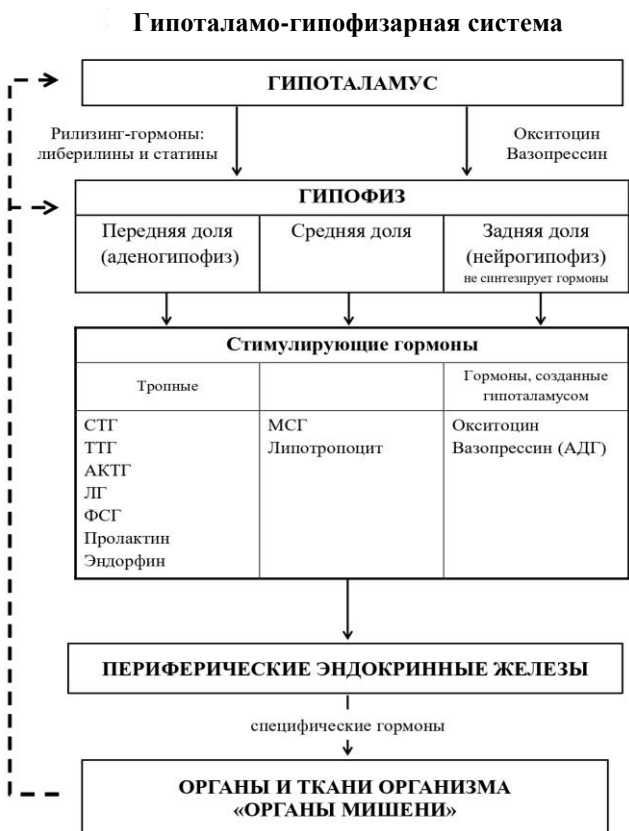 Гипоталамо-гипофизарная система
ГИПОТАЛАМУС
Рилизинг-гормоны:
либерилины и статины
Окситоцин
Вазопрессин
ГИПОФИЗ
Передняя доля
(аденогипофиз)
Средняя доля
Задняя доля
(нейрогипофиз)
не синтезирует гормоны
Стимулирующие гормоны
Тропные
Гормоны, созданные
гипоталамусом
СТГ
ТТГ
АКТГ
ЛГ
ФСГ
Пролактин
Эндорфин
МСГ
Липотропоцит
Окситоцин
Вазопрессин (АДГ)
ПЕРИФЕРИЧЕСКИЕ ЭНДОКРИННЫЕ ЖЕЛЕЗЫ
специфические гормоны
ОРГАНЫ И ТКАНИ ОРГАНИЗМА
«ОРГАНЫ МИШЕНИ»